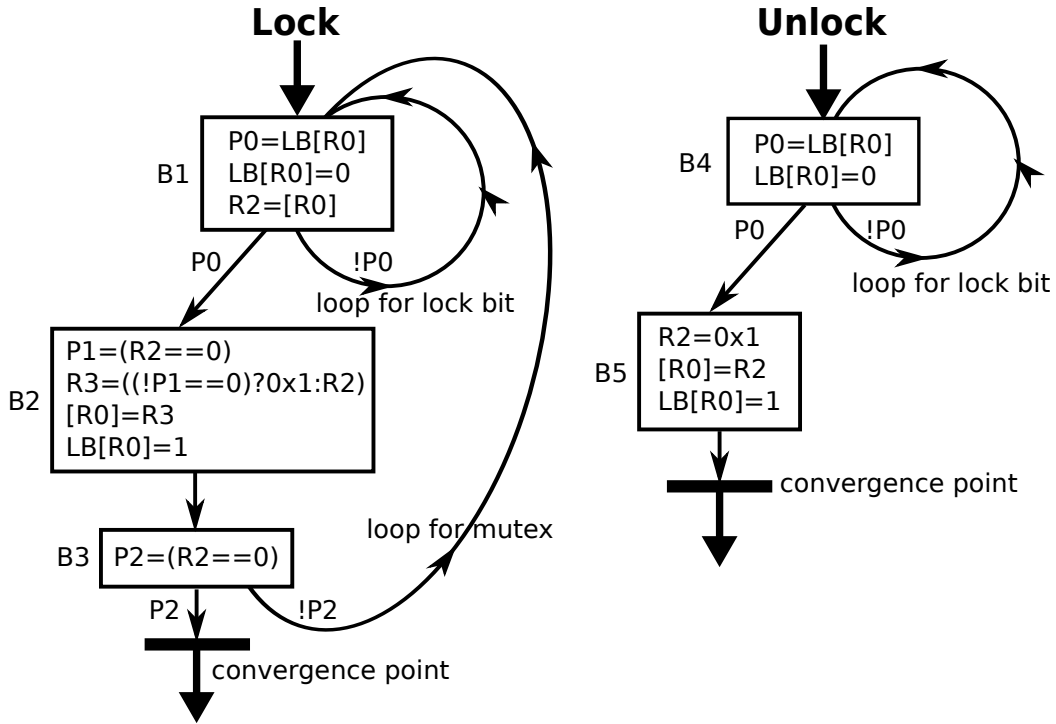 Lock
B1
P0=LB[R0]
LB[R0]=0
R2=[R0]
P0
!P0
loop for lock bit
B2
P1=(R2==0)
R3=((!P1==0)?0x1:R2)
[R0]=R3
LB[R0]=1
loop for mutex
B3
P2=(R2==0)
P2
!P2
convergence point
Unlock
B4
P0=LB[R0]
LB[R0]=0
P0
!P0
loop for lock bit
B5
R2=0x1
[R0]=R2
LB[R0]=1
convergence point